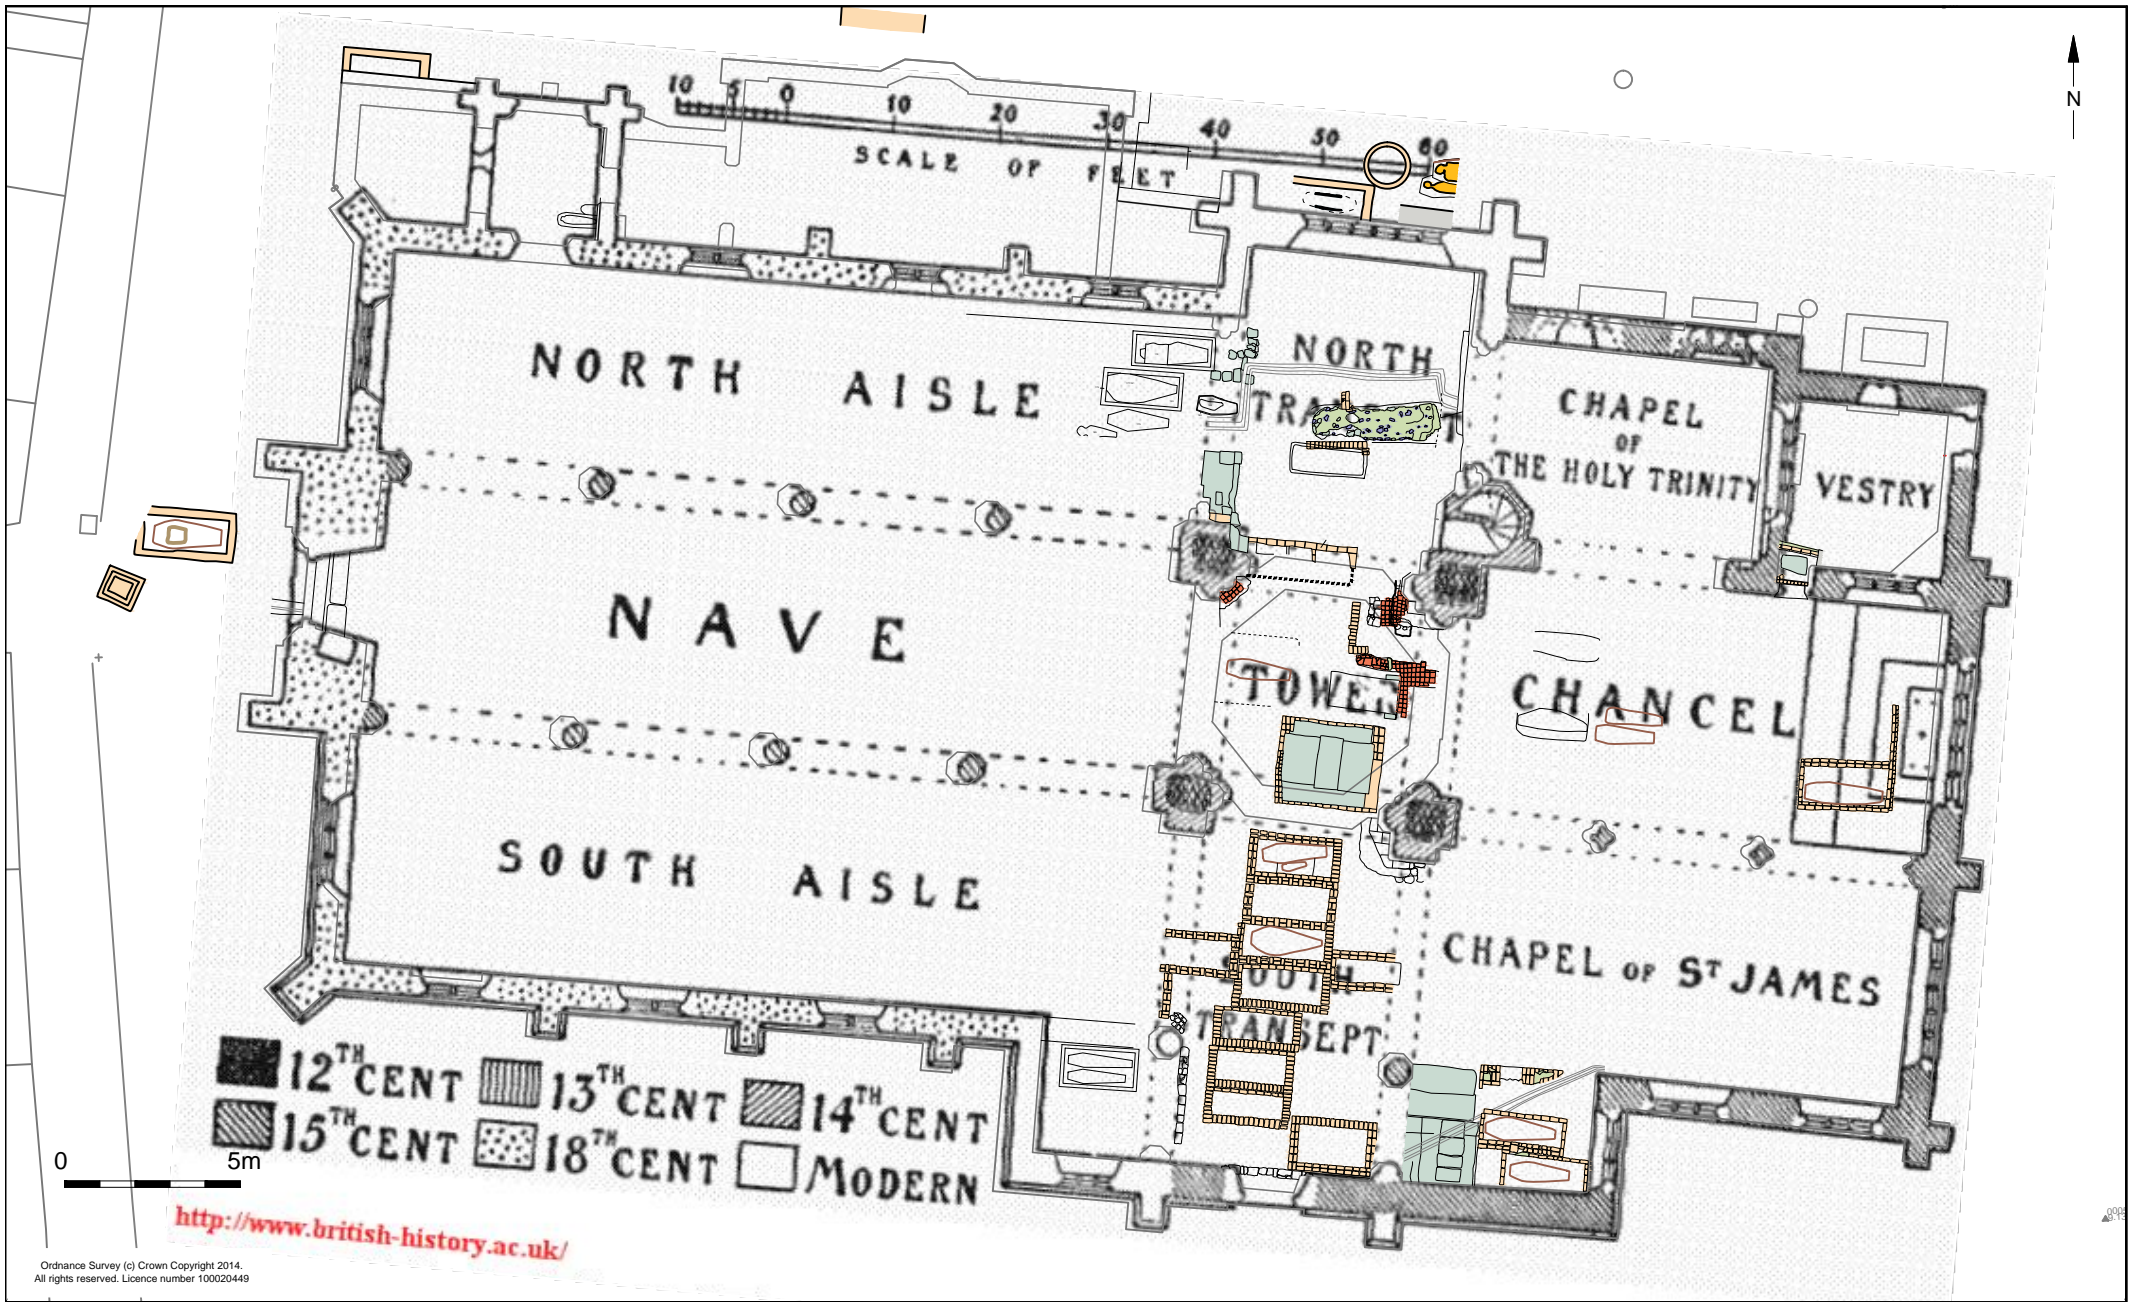 10 5 0 10 20 30 40 50 60
SCALE OF FEET
N
NORTH AISLE
NORTH
TRANSEPT
CHAPEL
OF
THE HOLY TRINITY
VESTRY
NAVE
TOWER
CHANCEL
SOUTH AISLE
SOUTH
TRANSEPT
CHAPEL OF ST JAMES
12TH CENT 13TH CENT 14TH CENT
15TH CENT 18TH CENT MODERN
0 5m
http://www.british-history.ac.uk/
Ordnance Survey (c) Crown Copyright 2014.
All rights reserved. Licence number 100020449